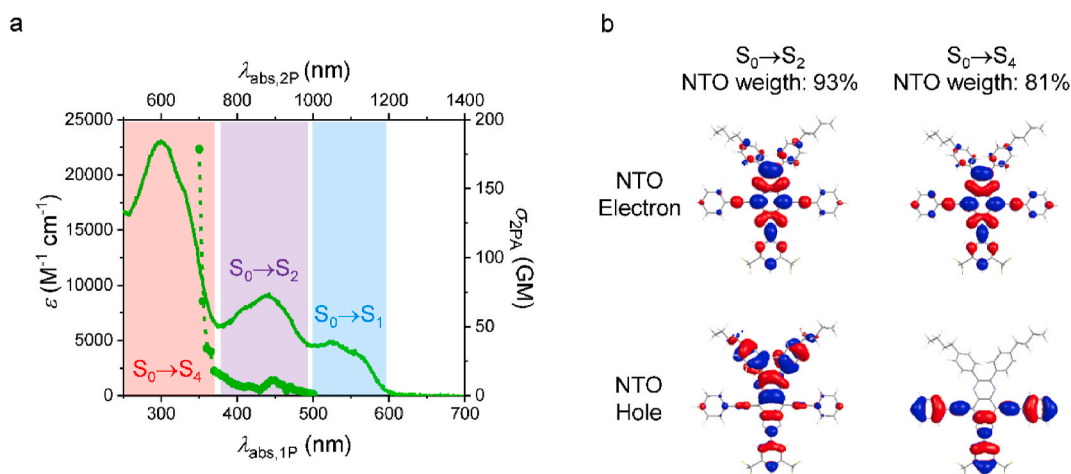 a
λabs,2P (nm)
600 800 1000 1200 1400
25000
20000
15000
10000
5000
0
ε (M⁻¹ cm⁻¹)
200
150
100
50
0
σ2PA (GM)
S₀→S₂
S₀→S₁
S₀→S₄
300 400 500 600 700
λabs,1P (nm)
b
S₀→S₂
NTO weigth: 93%
S₀→S₄
NTO weigth: 81%
NTO
Electron
NTO
Hole